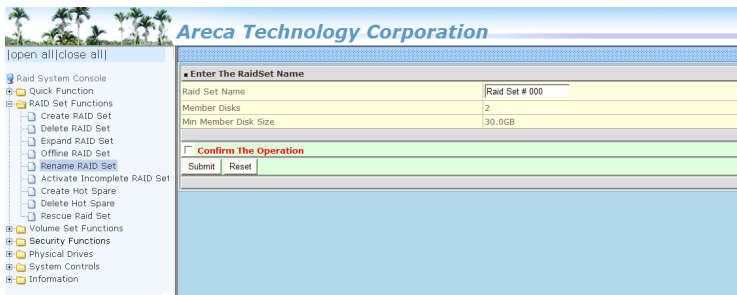 Areca Technology Corporation
|open all|close all|
Raid System Console
Quick Function
RAID Set Functions
Create RAID Set
Delete RAID Set
Expand RAID Set
Offline RAID Set
Rename RAID Set
Activate Incomplete RAID Set
Create Hot Spare
Delete Hot Spare
Rescue Raid Set
Volume Set Functions
Security Functions
Physical Drives
System Controls
Information
Enter The RaidSet Name
Raid Set Name Raid Set # 000
Member Disks 2
Min Member Disk Size 30.0GB
Confirm The Operation
Submit Reset